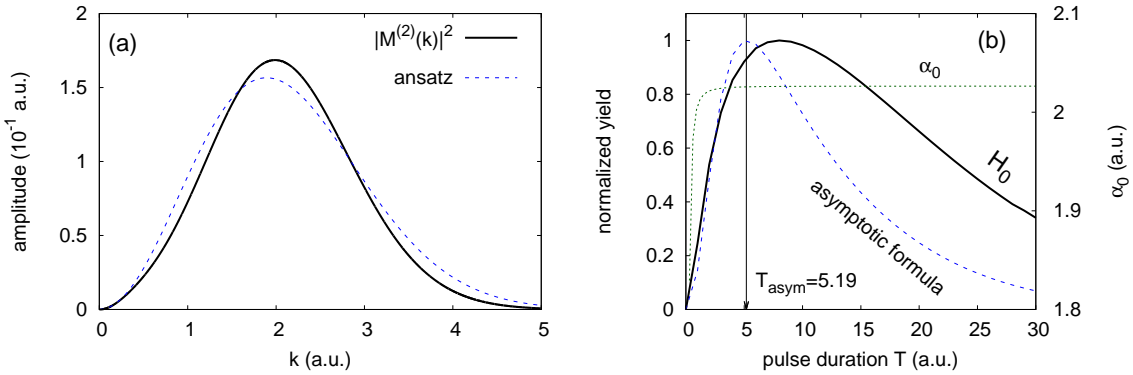 (a)
|M(2)(k)|2
ansatz
amplitude (10-1 a.u.)
2
1.5
1
0.5
0
0 1 2 3 4 5
k (a.u.)
(b)
normalized yield
1
0.8
0.6
0.4
0.2
0
α0
H0
asymptotic formula
Tasym=5.19
0 5 10 15 20 25 30
pulse duration T (a.u.)
2.1
2
1.9
1.8
α0 (a.u.)